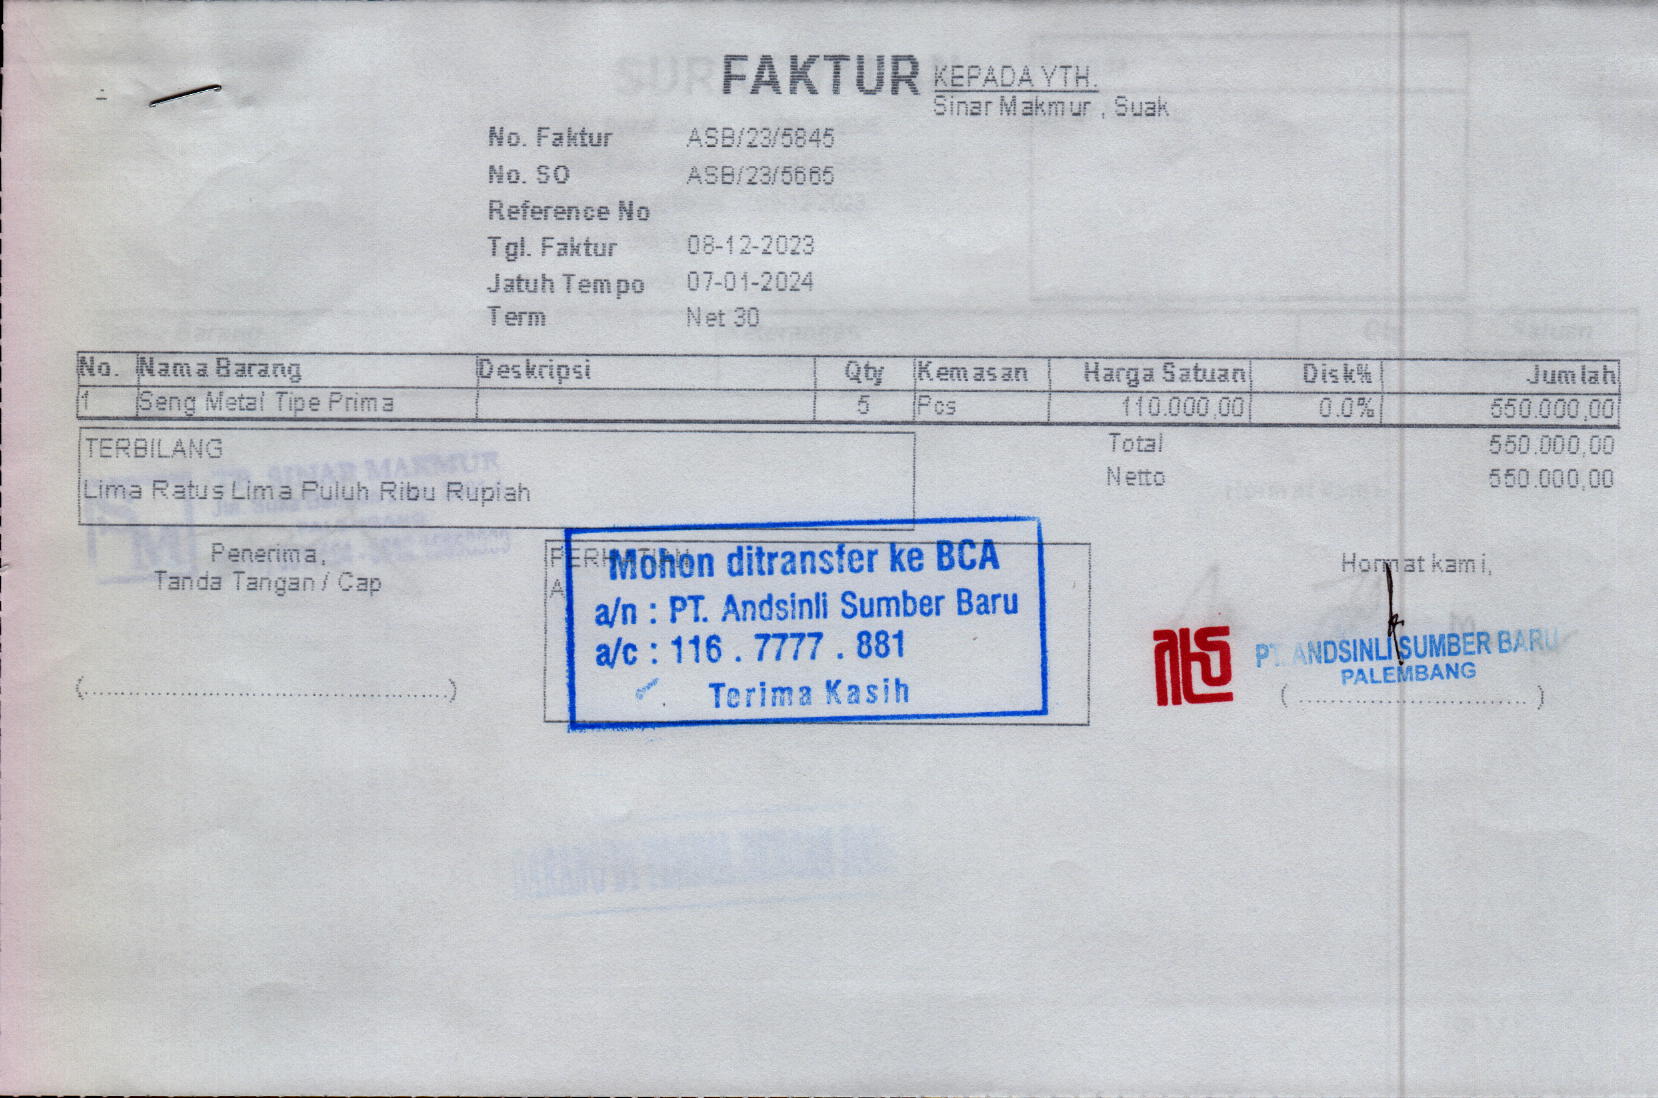 FAKTUR
KEPADA YTH.
Sinar Makmur , Suak
No. Faktur ASB/23/5845
No. SO ASB/23/5665
Reference No
Tgl. Faktur 08-12-2023
Jatuh Tempo 07-01-2024
Term Net 30
No. Nama Barang Deskripsi Qty Kemasan Harga Satuan Disk% Jumlah
1 Seng Metal Tipe Prima 5 Pcs 110.000,00 0.0% 550.000,00
TERBILANG
Lima Ratus Lima Puluh Ribu Rupiah
Total 550.000,00
Netto 550.000,00
Penerima,
Tanda Tangan / Cap
(............................................)
Mohon ditransfer ke BCA
a/n : PT. Andsinli Sumber Baru
a/c : 116 . 7777 . 881
Terima Kasih
Hormat kami,
PT. ANDSINLI SUMBER BARU
PALEMBANG
( ............................ )